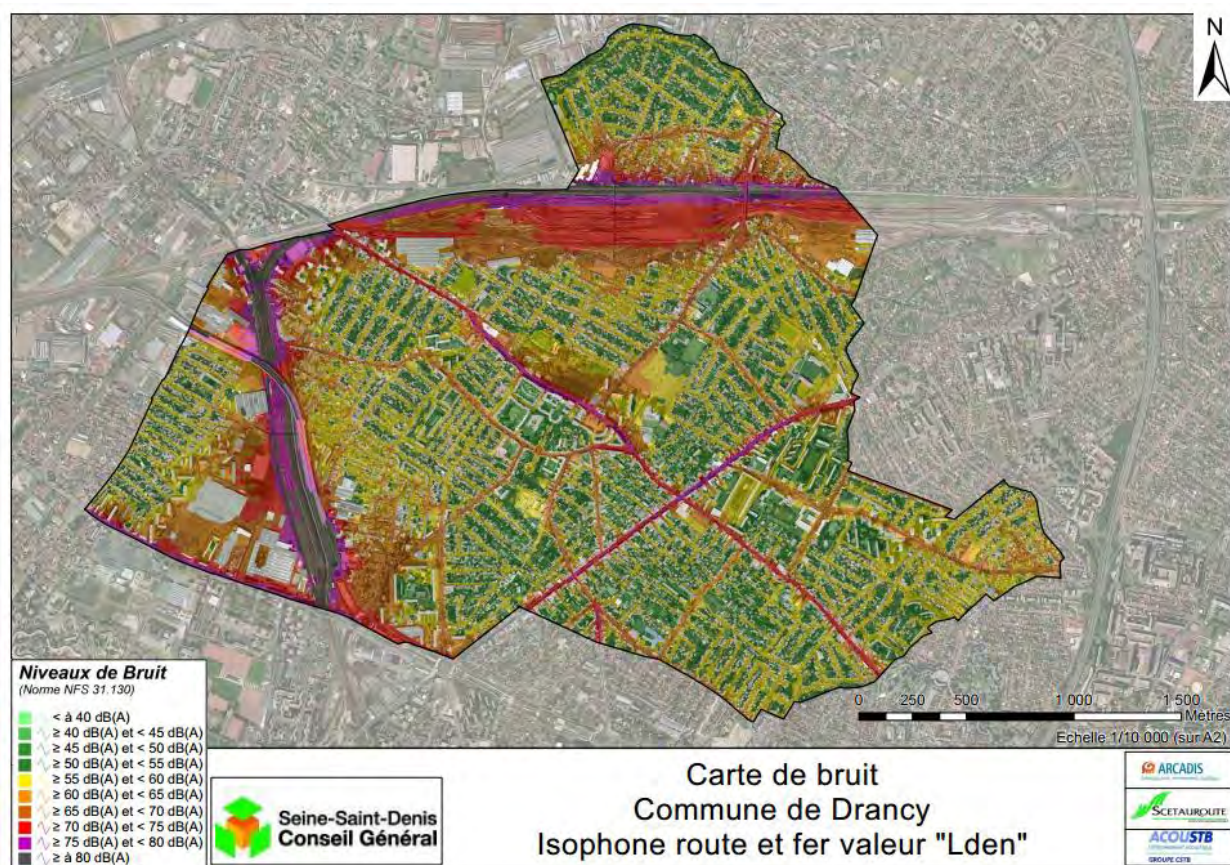 N
Niveaux de Bruit
(Norme NFS 31.130)
< à 40 dB(A)
≥ 40 dB(A) et < 45 dB(A)
≥ 45 dB(A) et < 50 dB(A)
≥ 50 dB(A) et < 55 dB(A)
≥ 55 dB(A) et < 60 dB(A)
≥ 60 dB(A) et < 65 dB(A)
≥ 65 dB(A) et < 70 dB(A)
≥ 70 dB(A) et < 75 dB(A)
≥ 75 dB(A) et < 80 dB(A)
≥ à 80 dB(A)
0 250 500 1 000 1 500
Mètres
Echelle 1/10 000 (sur A2)
Seine-Saint-Denis
Conseil Général
Carte de bruit
Commune de Drancy
Isophone route et fer valeur "Lden"
ARCADIS
SCETAUROUTE
ACOUSTB
GROUPE CSTB